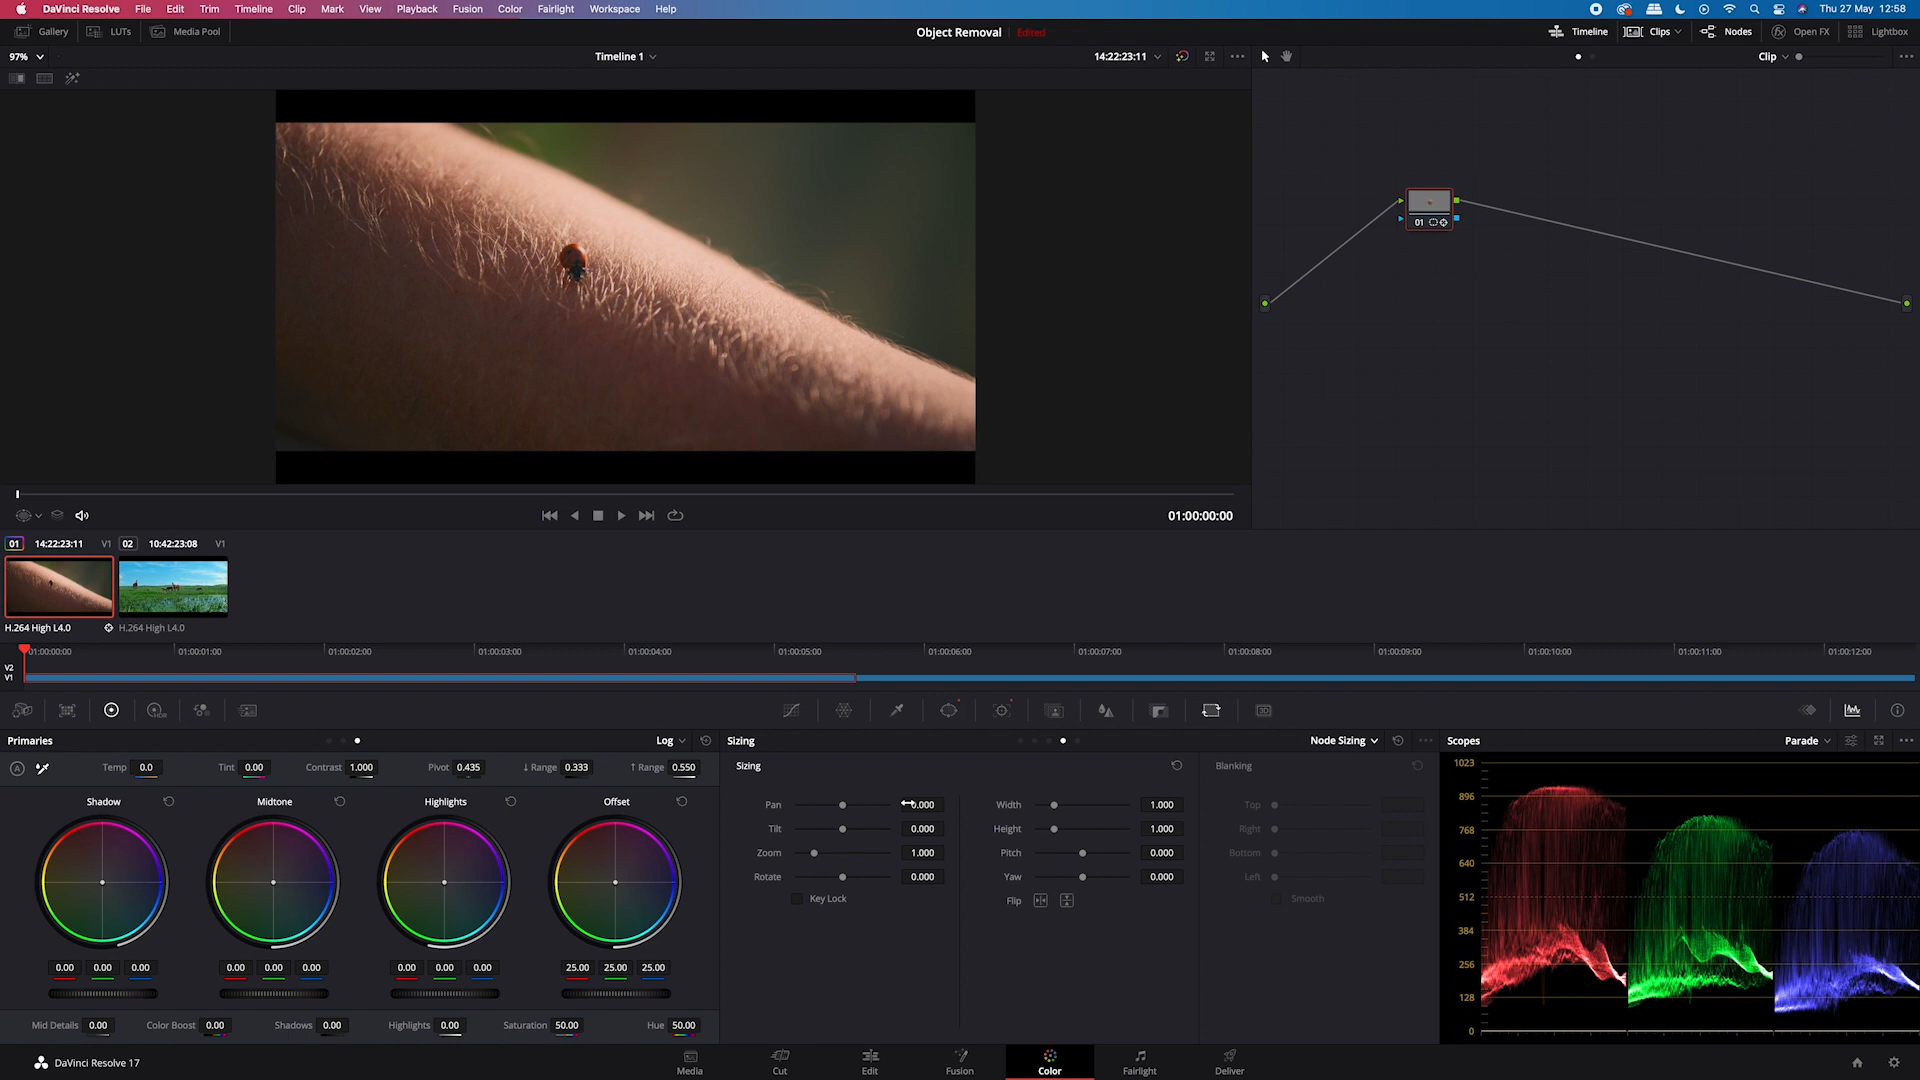 DaVinci Resolve File Edit Trim Timeline Clip Mark View Playback Fusion Color Fairlight Workspace Help Thu 27 May 12:58
Gallery LUTs Media Pool Object Removal Edited Timeline Clips Nodes Open FX Lightbox
97% Timeline 1 14:22:23:11 Clip
01
01:00:00:00
01 14:22:23:11 V1 02 10:42:23:08 V1
H.264 High L4.0 H.264 High L4.0
01:00:00:00 01:00:01:00 01:00:02:00 01:00:03:00 01:00:04:00 01:00:05:00 01:00:06:00 01:00:07:00 01:00:08:00 01:00:09:00 01:00:10:00 01:00:11:00 01:00:12:00
V2
V1
HDR
3D
Primaries Log Sizing Node Sizing Scopes Parade
A Temp 0.0 Tint 0.00 Contrast 1.000 Pivot 0.435 ↓ Range 0.333 ↑ Range 0.550
Sizing Blanking
Shadow Midtone Highlights Offset
Pan 0.000 Width 1.000 Top
Tilt 0.000 Height 1.000 Right
Zoom 1.000 Pitch 0.000 Bottom
Rotate 0.000 Yaw 0.000 Left
Key Lock Flip Smooth
0.00 0.00 0.00 0.00 0.00 0.00 0.00 0.00 0.00 25.00 25.00 25.00
Mid Details 0.00 Color Boost 0.00 Shadows 0.00 Highlights 0.00 Saturation 50.00 Hue 50.00
1023
896
768
640
512
384
256
128
0
DaVinci Resolve 17 Media Cut Edit Fusion Color Fairlight Deliver